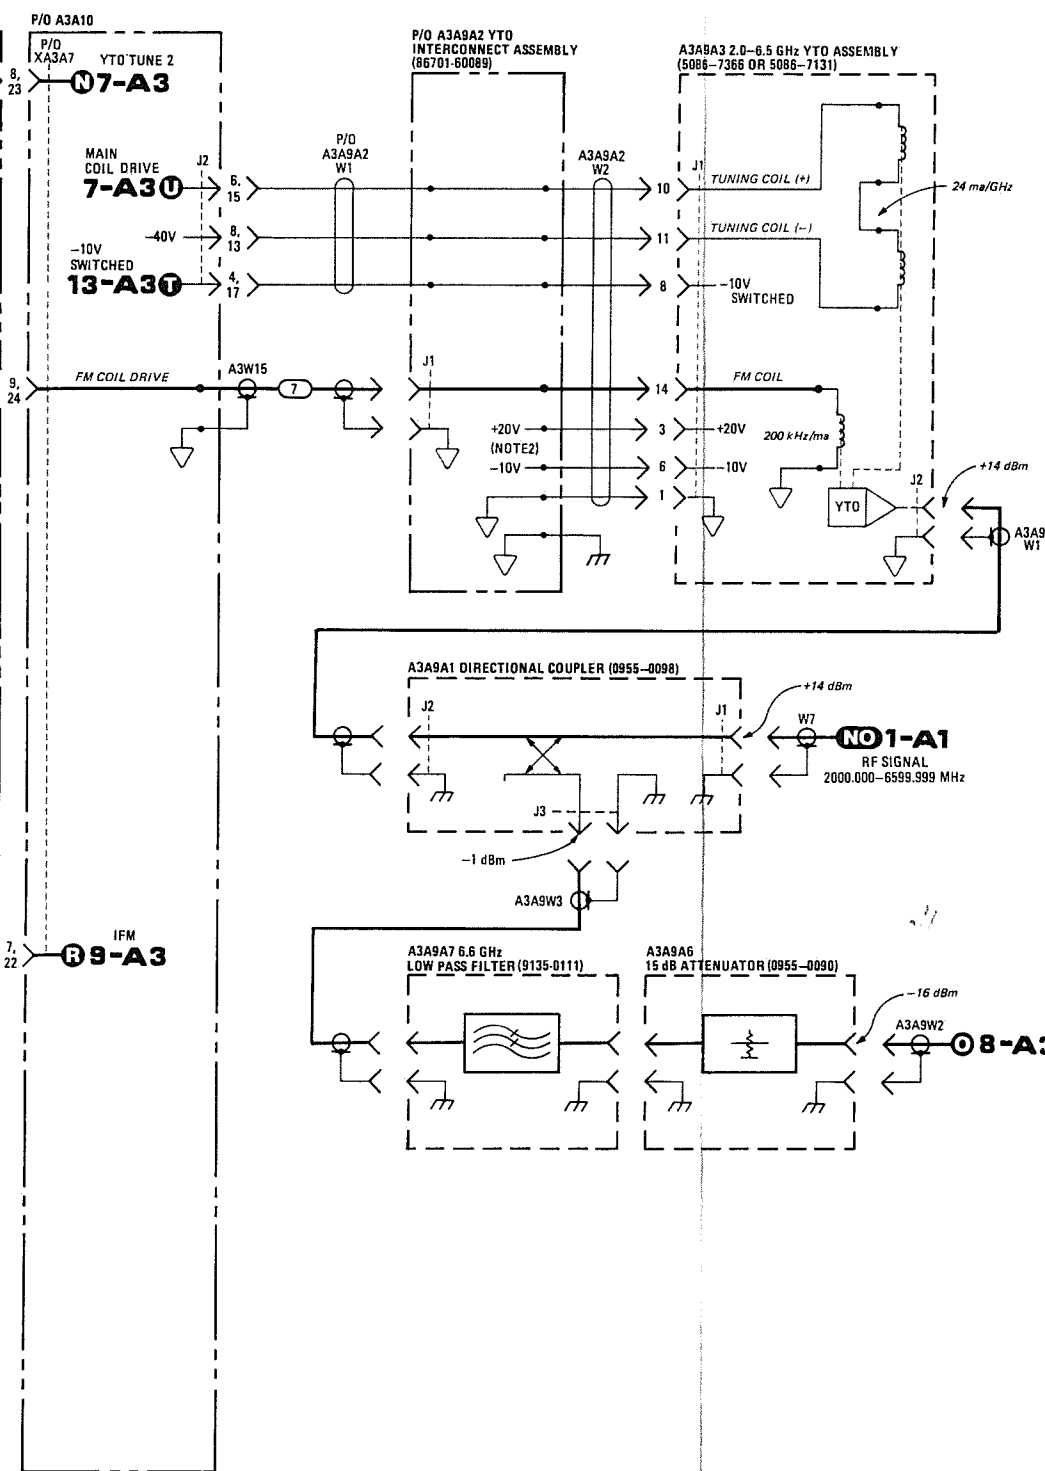 P/O A3A10
P/O
XA3A7
8,
23
YTO TUNE 2
N 7-A3
MAIN
COIL DRIVE
7-A3 U
J2
6,
15
-40V
8,
13
-10V
SWITCHED
13-A3 T
4,
17
P/O
A3A9A2
W1
P/O A3A9A2 YTO
INTERCONNECT ASSEMBLY
(86701-60089)
A3A9A2
W2
A3A9A3 2.0-6.5 GHz YTO ASSEMBLY
(5086-7366 OR 5086-7131)
J1
10
TUNING COIL (+)
24 ma/GHz
11
TUNING COIL (-)
8
-10V
SWITCHED
9,
24
FM COIL DRIVE
A3W15
7
J1
14
FM COIL
+20V
(NOTE2)
3
+20V
200 kHz/ma
-10V
6
-10V
1
YTO
J2
+14 dBm
A3A9
W1
A3A9A1 DIRECTIONAL COUPLER (0955-0098)
J2
J1
+14 dBm
W7
NO 1-A1
RF SIGNAL
2000.000-6599.999 MHz
J3
-1 dBm
A3A9W3
7,
22
IFM
R 9-A3
A3A9A7 6.6 GHz
LOW PASS FILTER (9135-0111)
A3A9A6
15 dB ATTENUATOR (0955-0090)
-16 dBm
A3A9W2
O 8-A3